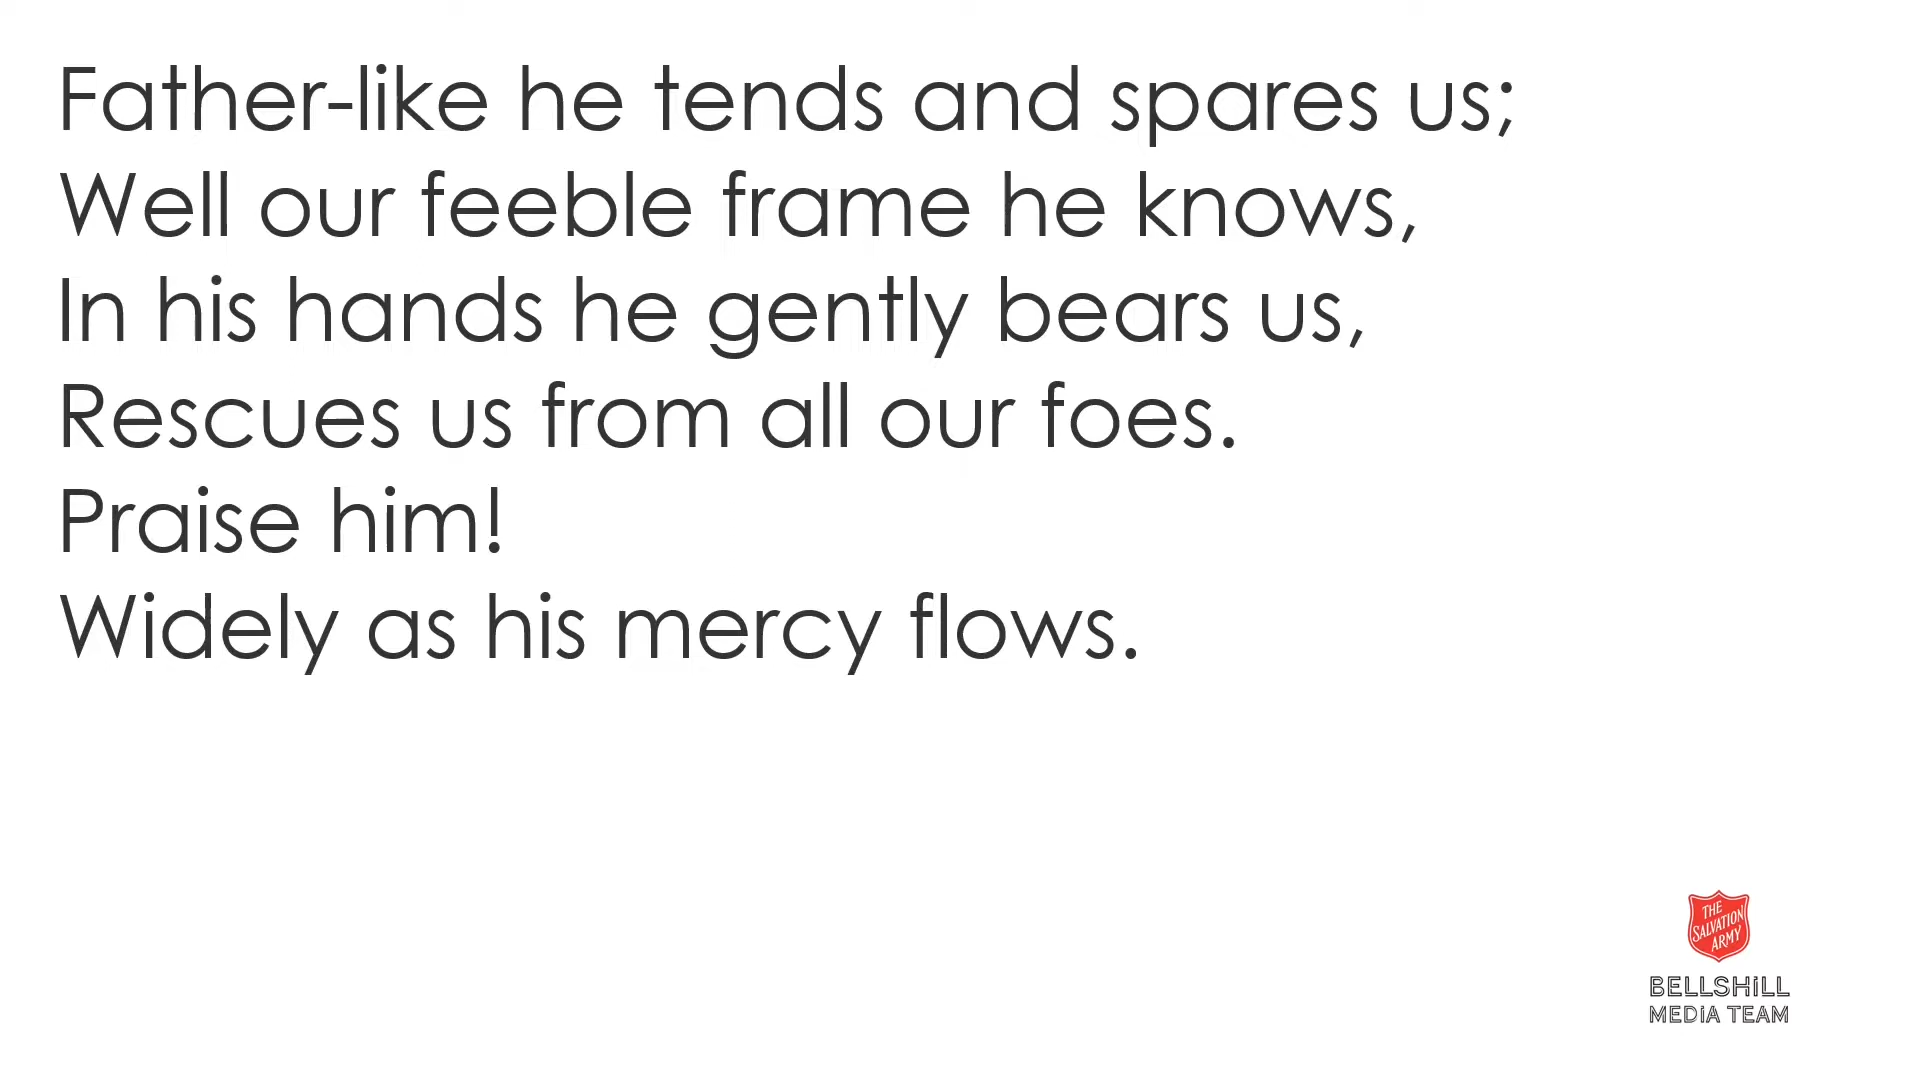 Father-like he tends and spares us;
Well our feeble frame he knows,
In his hands he gently bears us,
Rescues us from all our foes.
Praise him!
Widely as his mercy flows.
THE
SALVATION
ARMY
BELLSHiLL
MEDiA TEAM